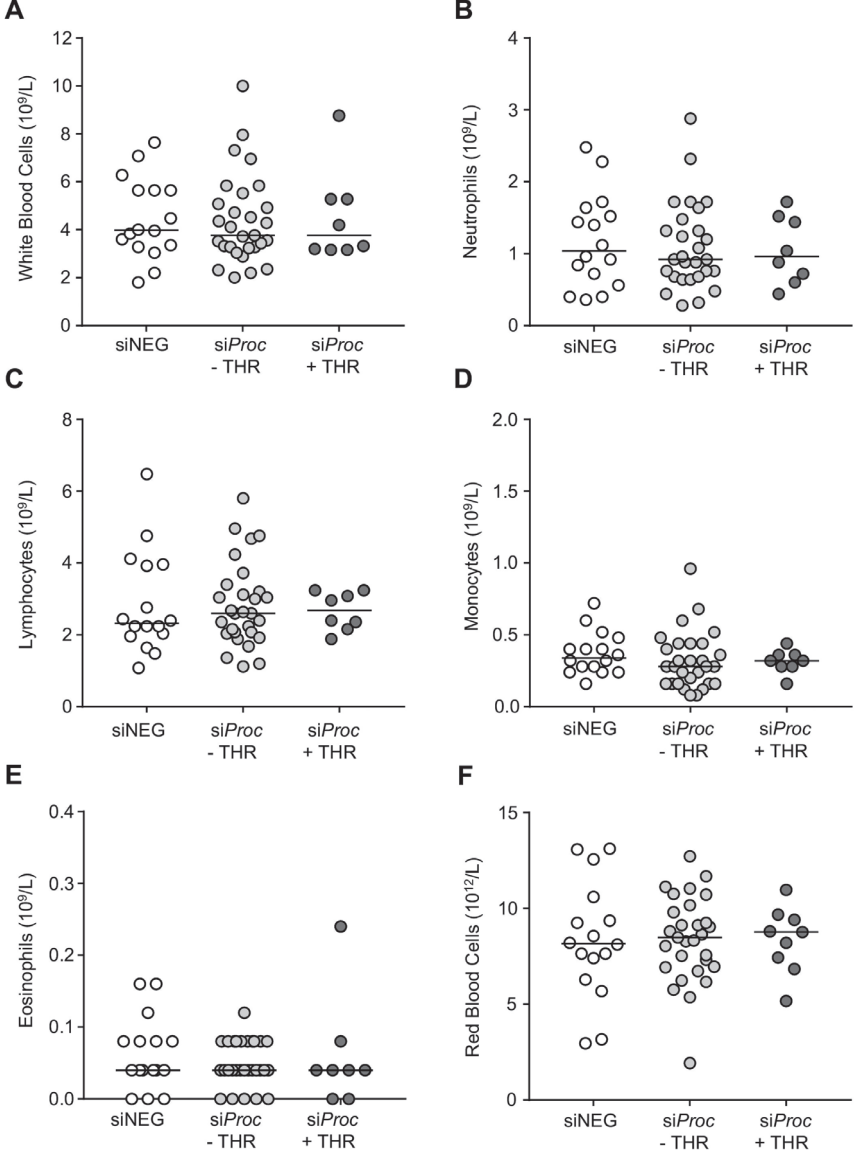 A
White Blood Cells (10⁹/L)
12
10
8
6
4
2
0
siNEG
siProc
- THR
siProc
+ THR
B
Neutrophils (10⁹/L)
4
3
2
1
0
siNEG
siProc
- THR
siProc
+ THR
C
Lymphocytes (10⁹/L)
8
6
4
2
0
siNEG
siProc
- THR
siProc
+ THR
D
Monocytes (10⁹/L)
2.0
1.5
1.0
0.5
0.0
siNEG
siProc
- THR
siProc
+ THR
E
Eosinophils (10⁹/L)
0.4
0.3
0.2
0.1
0.0
siNEG
siProc
- THR
siProc
+ THR
F
Red Blood Cells (10¹²/L)
15
10
5
0
siNEG
siProc
- THR
siProc
+ THR